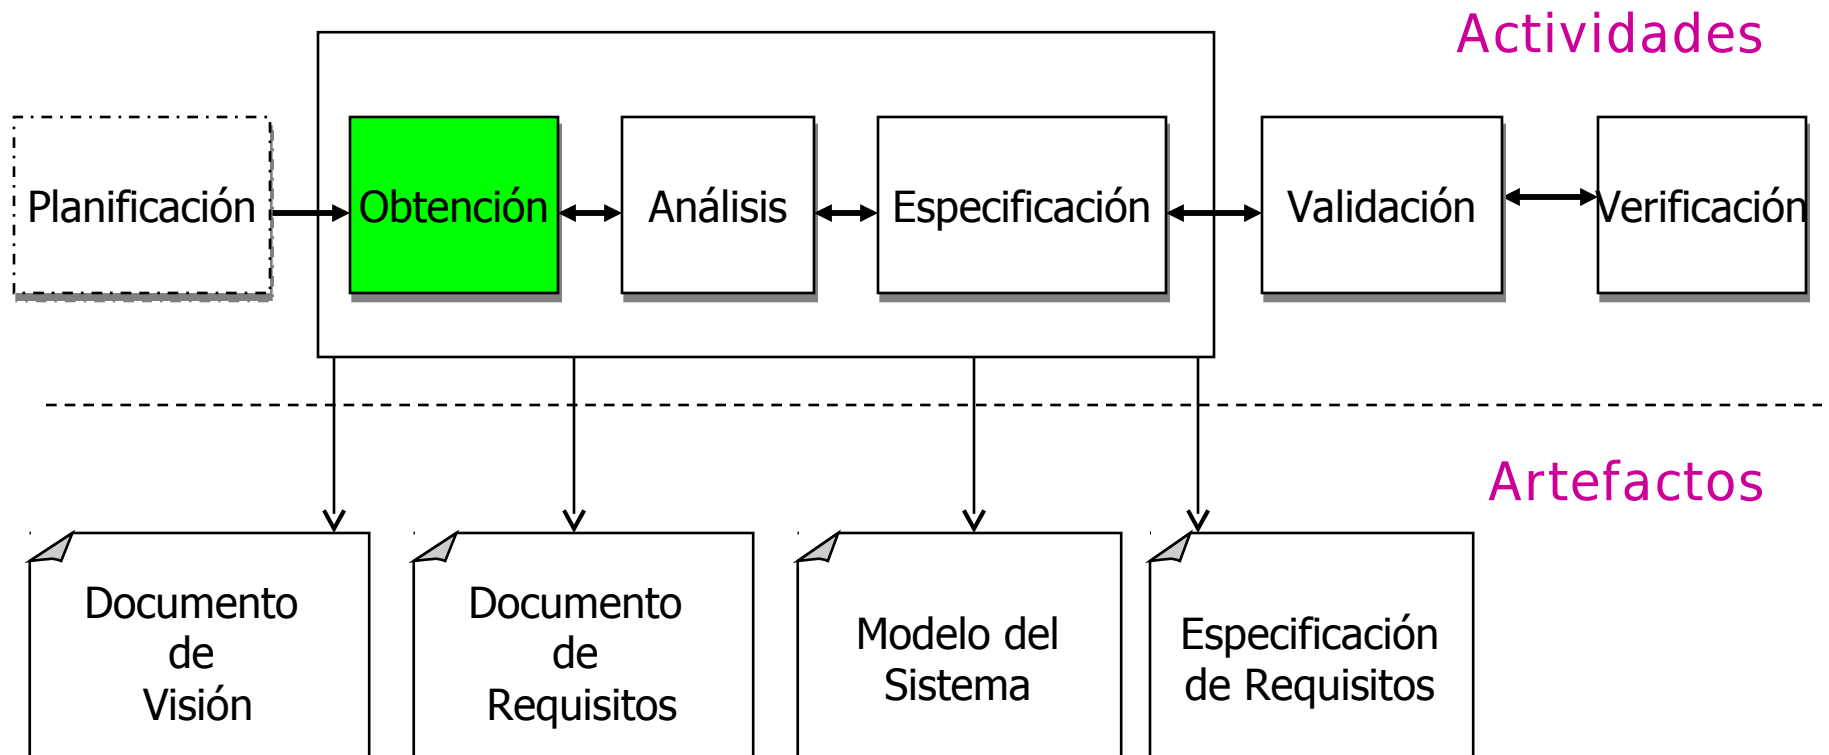 Actividades
Planificación
Obtención
Análisis
Especificación
Validación
Verificación
Artefactos
Documento
de
Visión
Documento
de
Requisitos
Modelo del
Sistema
Especificación
de Requisitos